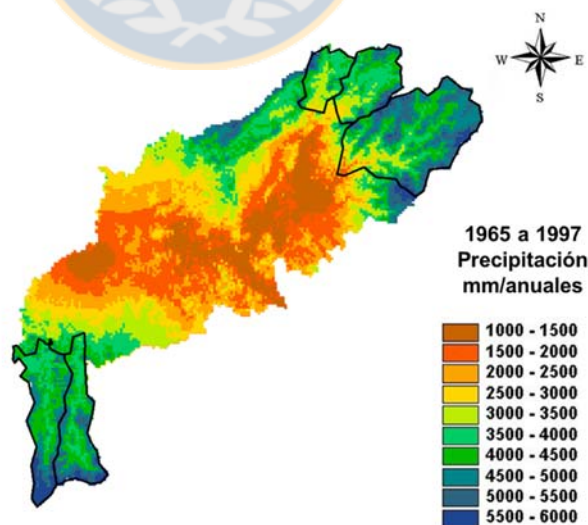 N
W E
S
1965 a 1997
Precipitación
mm/anuales
1000 - 1500
1500 - 2000
2000 - 2500
2500 - 3000
3000 - 3500
3500 - 4000
4000 - 4500
4500 - 5000
5000 - 5500
5500 - 6000